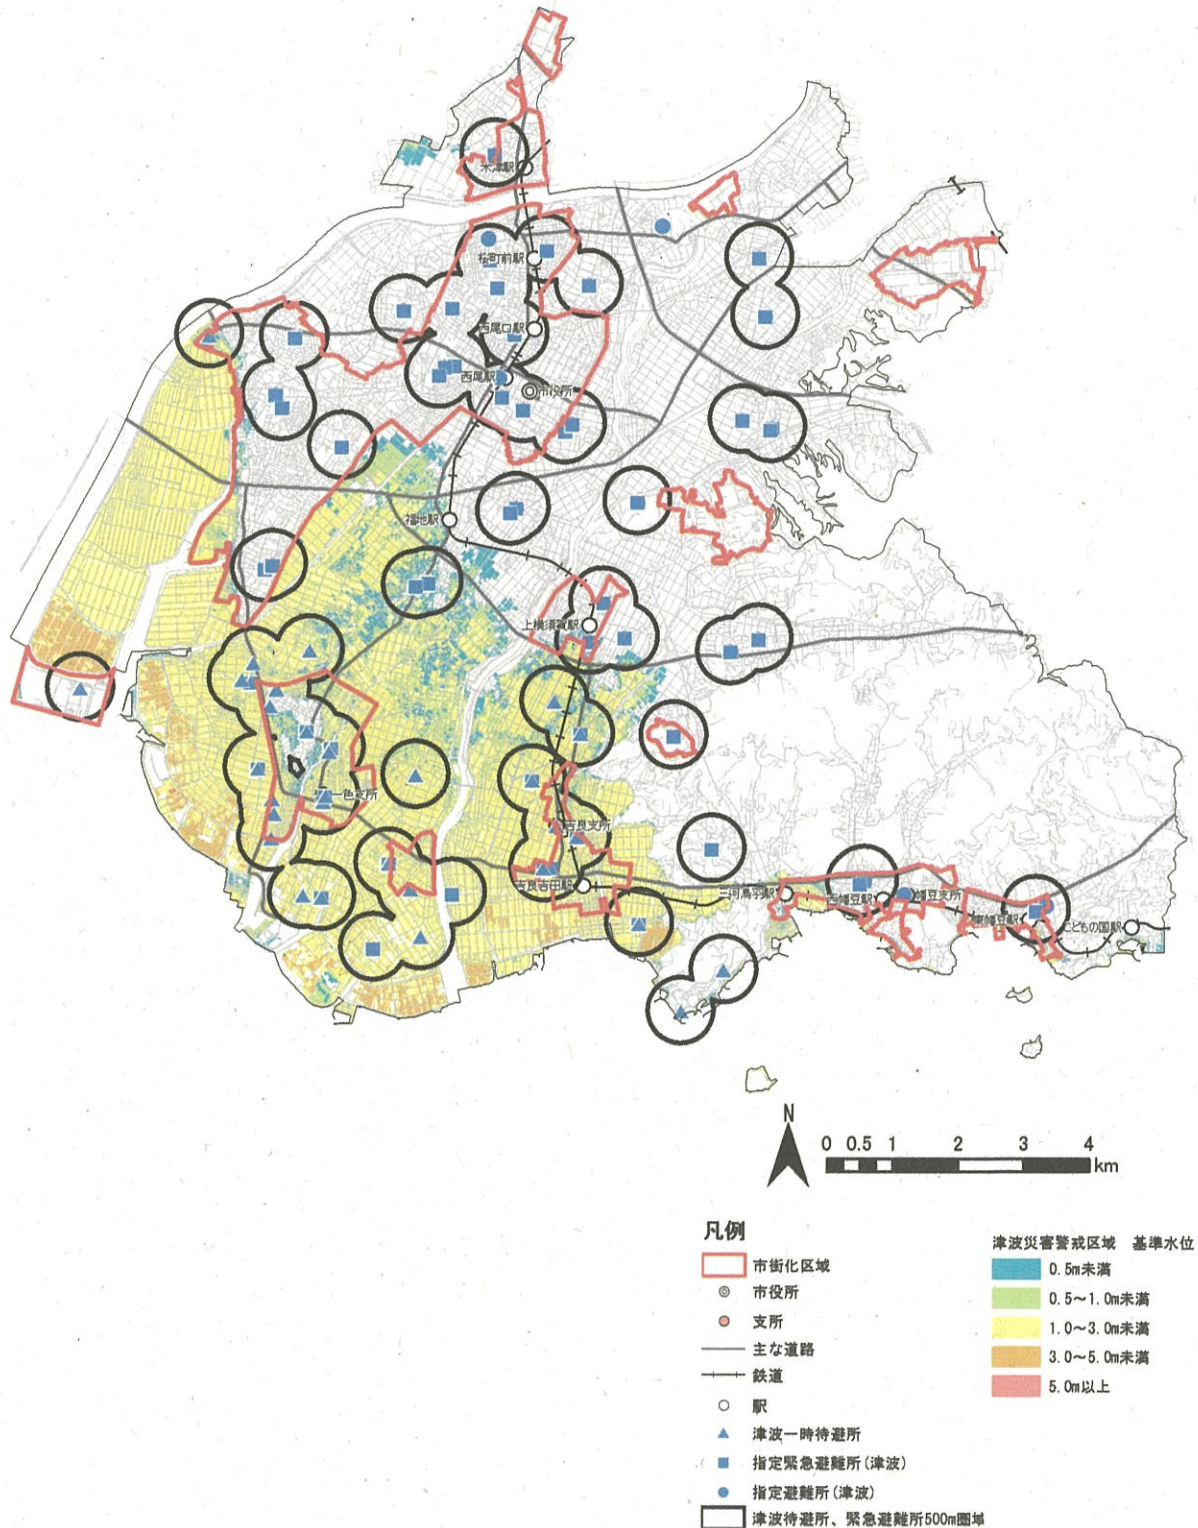 米津駅
桜町前駅
西尾口駅
西尾駅
市役所
福地駅
上横須賀駅
一色支所
吉良支所
吉良吉田駅
三河鳥羽駅
西幡豆駅
幡豆支所
東幡豆駅
こどもの国駅
N
0 0.5 1 2 3 4
km
凡例
市街化区域
市役所
支所
主な道路
鉄道
駅
津波一時待避所
指定緊急避難所(津波)
指定避難所(津波)
津波待避所、緊急避難所500m圏域
津波災害警戒区域 基準水位
0.5m未満
0.5～1.0m未満
1.0～3.0m未満
3.0～5.0m未満
5.0m以上